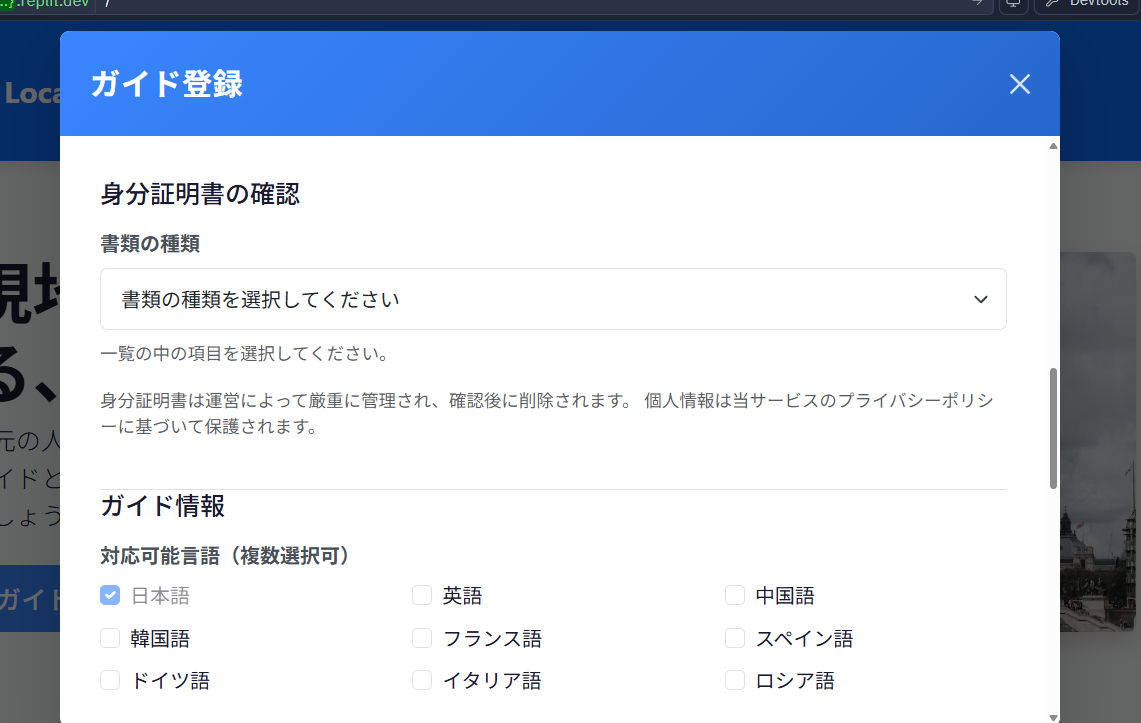 .replit.dev /
Devtools
ガイド登録
Loca
身分証明書の確認
書類の種類
書類の種類を選択してください
一覧の中の項目を選択してください。
身分証明書は運営によって厳重に管理され、確認後に削除されます。 個人情報は当サービスのプライバシーポリシ
ーに基づいて保護されます。
る、
元の人
イドと
しょう
ガイド情報
対応可能言語（複数選択可）
日本語 英語 中国語
ガイド
韓国語 フランス語 スペイン語
ドイツ語 イタリア語 ロシア語